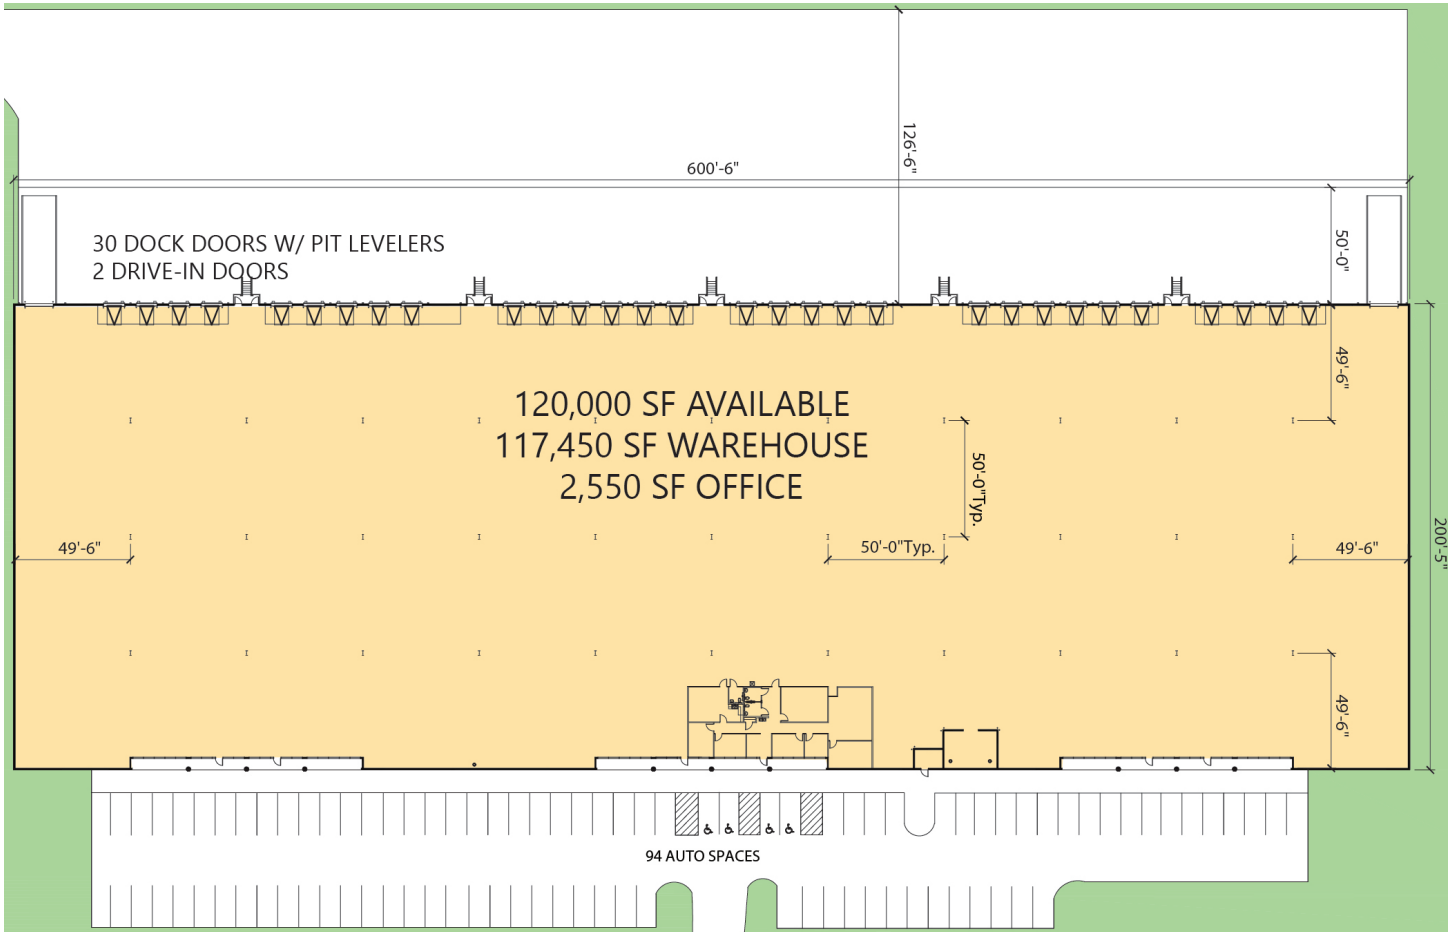 126'-6"
600'-6"
30 DOCK DOORS W/ PIT LEVELERS
2 DRIVE-IN DOORS
50'-0"
49'-6"
120,000 SF AVAILABLE
117,450 SF WAREHOUSE
2,550 SF OFFICE
50'-0"Typ.
49'-6"
50'-0"Typ.
49'-6"
200'-5"
49'-6"
94 AUTO SPACES